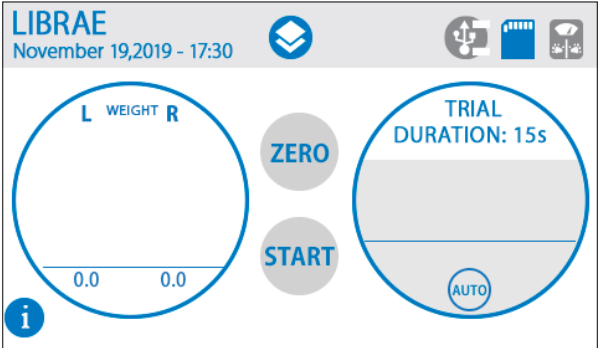 LIBRAE
November 19,2019 - 17:30
L WEIGHT R
0.0 0.0
ZERO
START
TRIAL
DURATION: 15s
AUTO
i